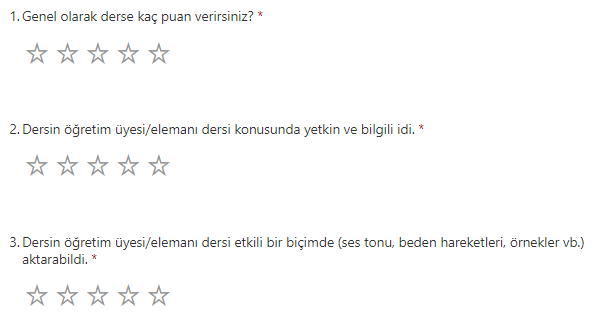 1. Genel olarak derse kaç puan verirsiniz? *
2. Dersin öğretim üyesi/elemanı dersi konusunda yetkin ve bilgili idi. *
3. Dersin öğretim üyesi/elemanı dersi etkili bir biçimde (ses tonu, beden hareketleri, örnekler vb.)
aktarabildi. *